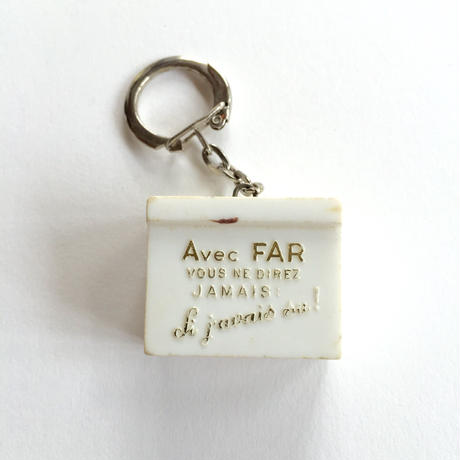 Avec FAR
VOUS NE DIREZ
JAMAIS:
Si j'avais su!